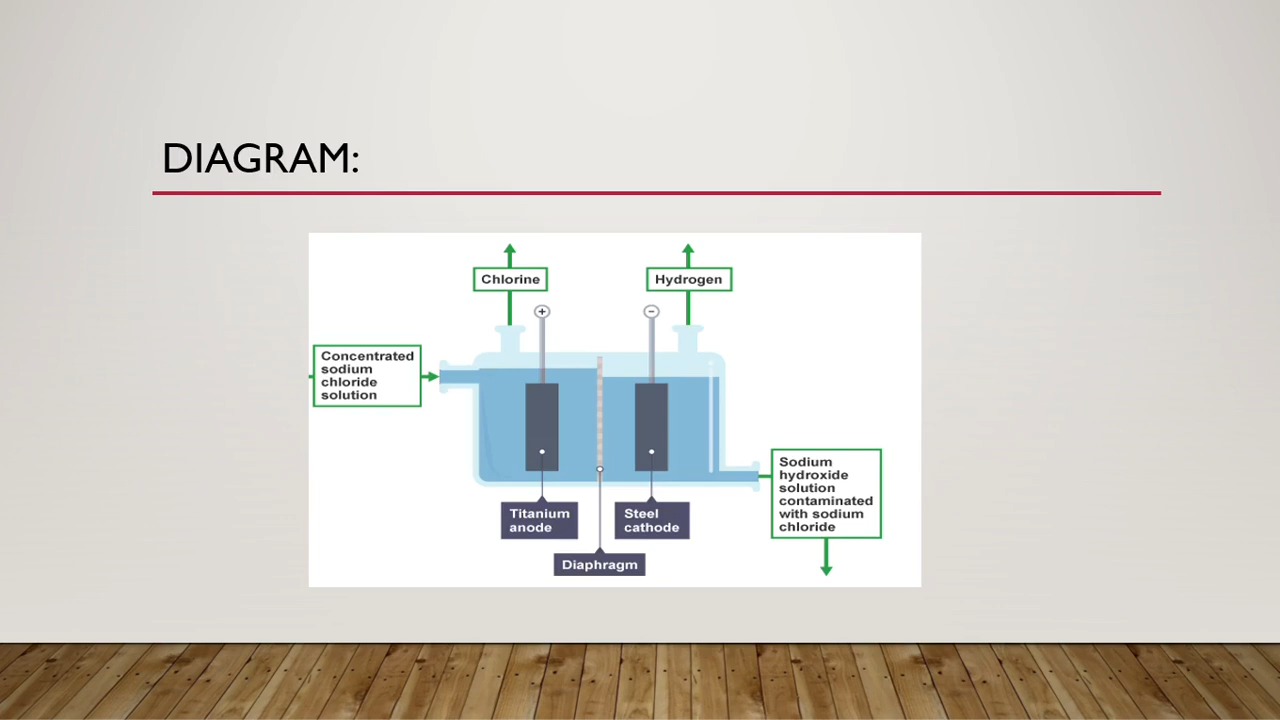 DIAGRAM:
Chlorine
Hydrogen
+
−
Concentrated
sodium
chloride
solution
Sodium
hydroxide
solution
contaminated
with sodium
chloride
Titanium
anode
Steel
cathode
Diaphragm